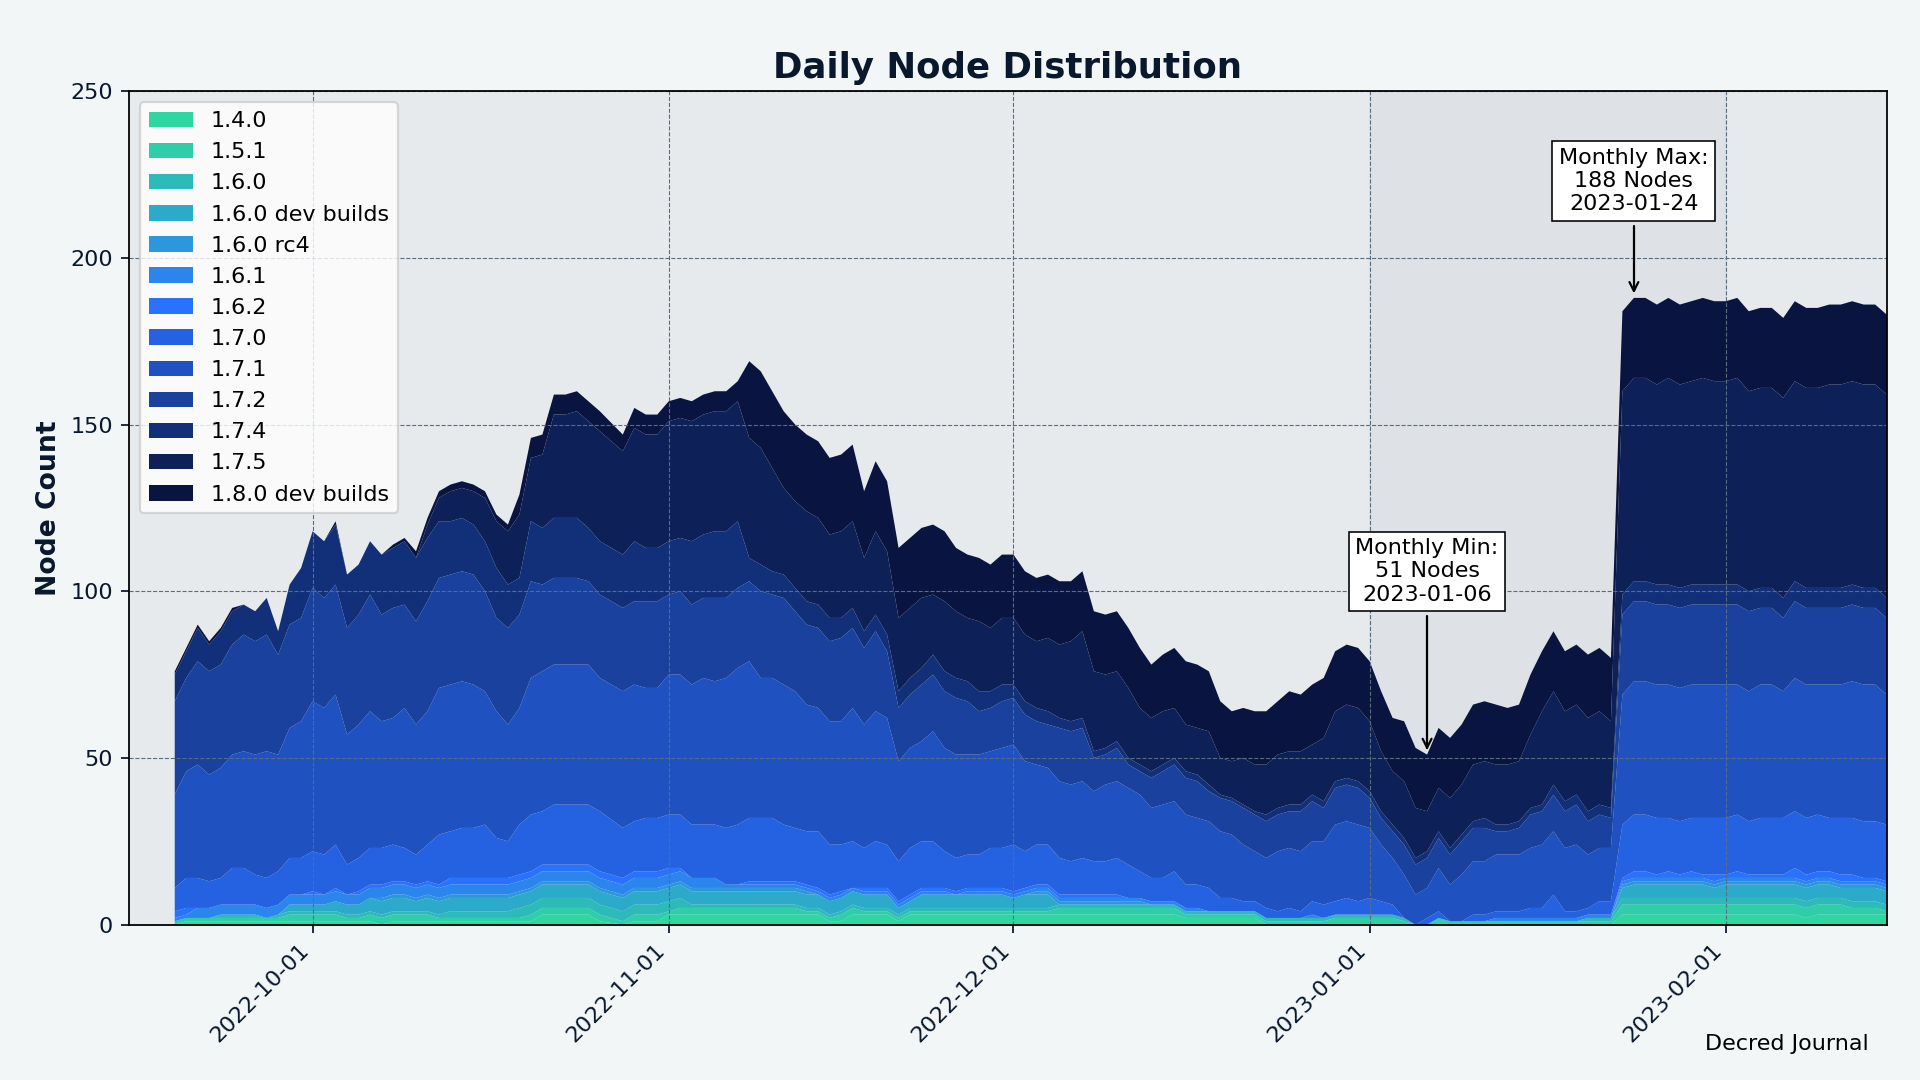 Daily Node Distribution
Node Count
250
200
150
100
50
0
1.4.0
1.5.1
1.6.0
1.6.0 dev builds
1.6.0 rc4
1.6.1
1.6.2
1.7.0
1.7.1
1.7.2
1.7.4
1.7.5
1.8.0 dev builds
Monthly Max:
188 Nodes
2023-01-24
Monthly Min:
51 Nodes
2023-01-06
2022-10-01
2022-11-01
2022-12-01
2023-01-01
2023-02-01
Decred Journal